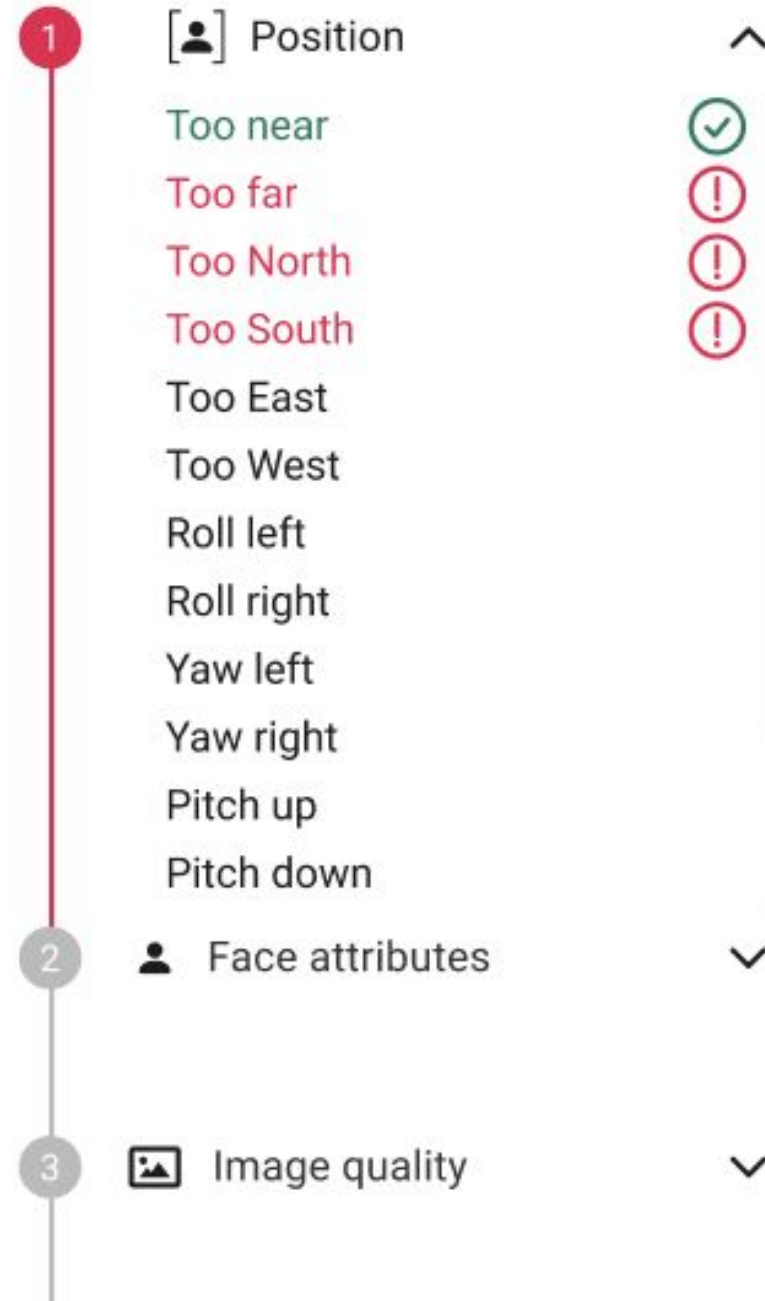 1 Position
Too near
Too far
Too North
Too South
Too East
Too West
Roll left
Roll right
Yaw left
Yaw right
Pitch up
Pitch down
2 Face attributes
3 Image quality